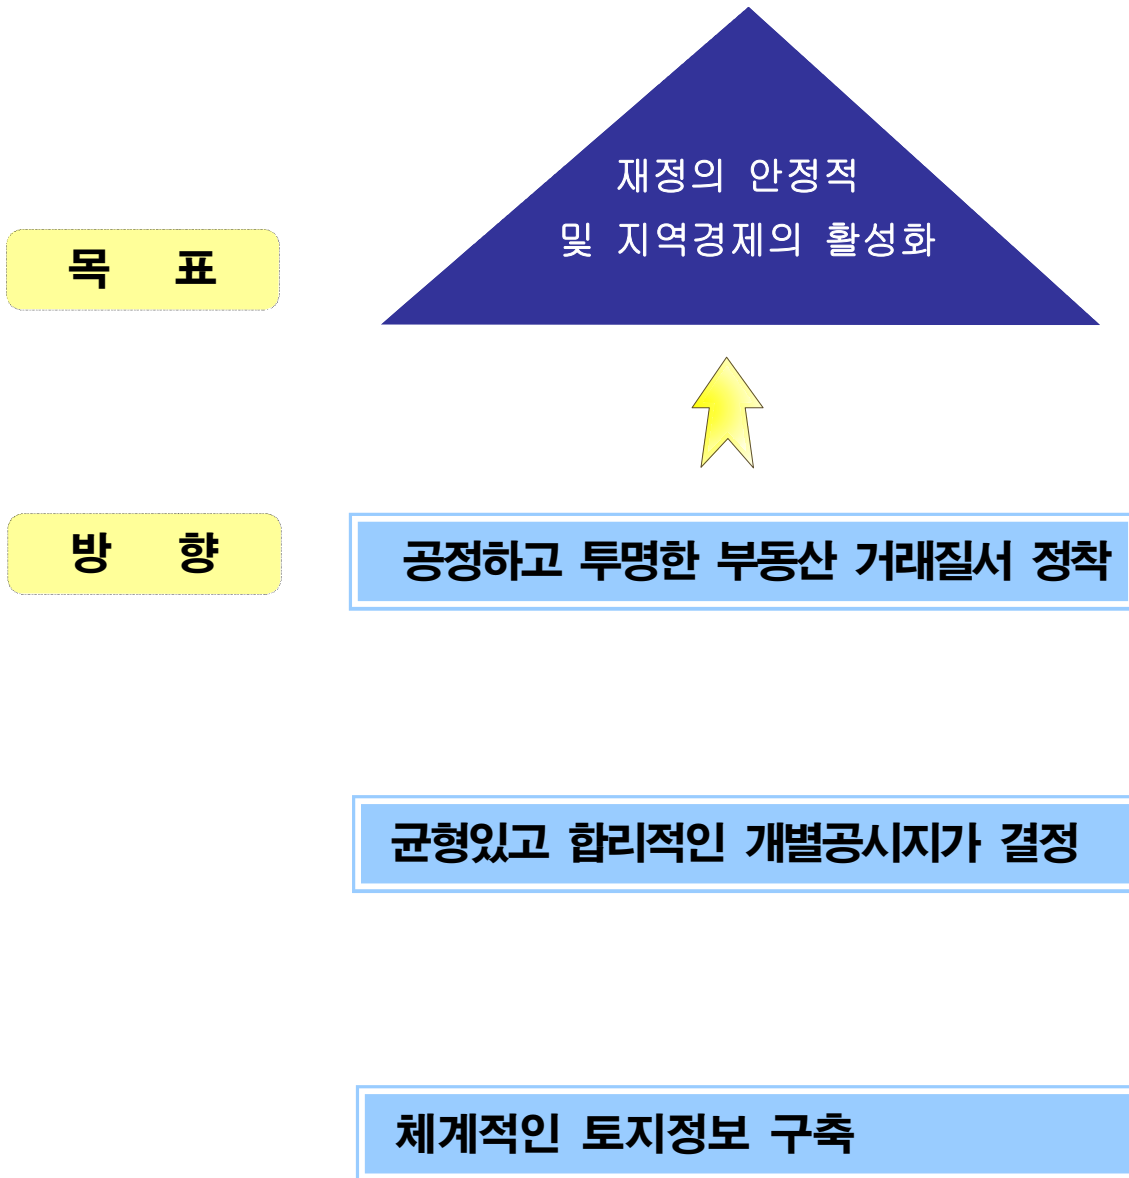 재정의 안정적
및 지역경제의 활성화
목 표
방 향
공정하고 투명한 부동산 거래질서 정착
균형있고 합리적인 개별공시지가 결정
체계적인 토지정보 구축